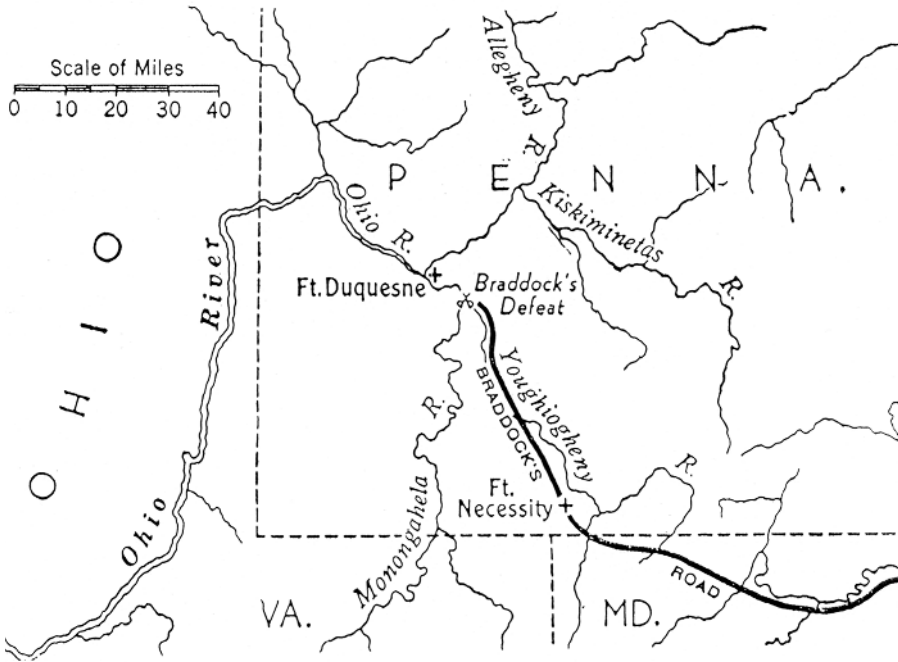 Scale of Miles
0 10 20 30 40
Allegheny R.
P E N N A.
Ohio R.
Kiskiminetas R.
Ft. Duquesne
Braddock's
Defeat
OHIO
Ohio River
Youghiogheny R.
BRADDOCK'S ROAD
Monongahela R.
Ft.
Necessity
VA.
MD.